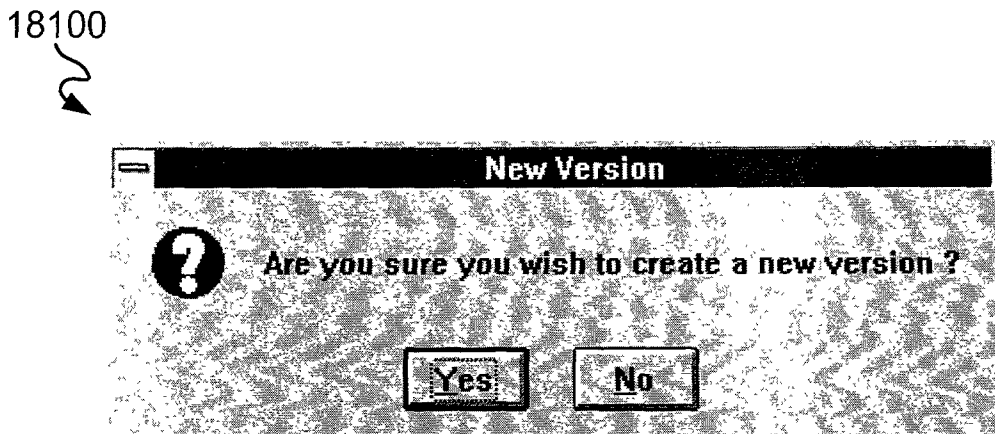 18100
New Version
?
Are you sure you wish to create a new version ?
Yes No